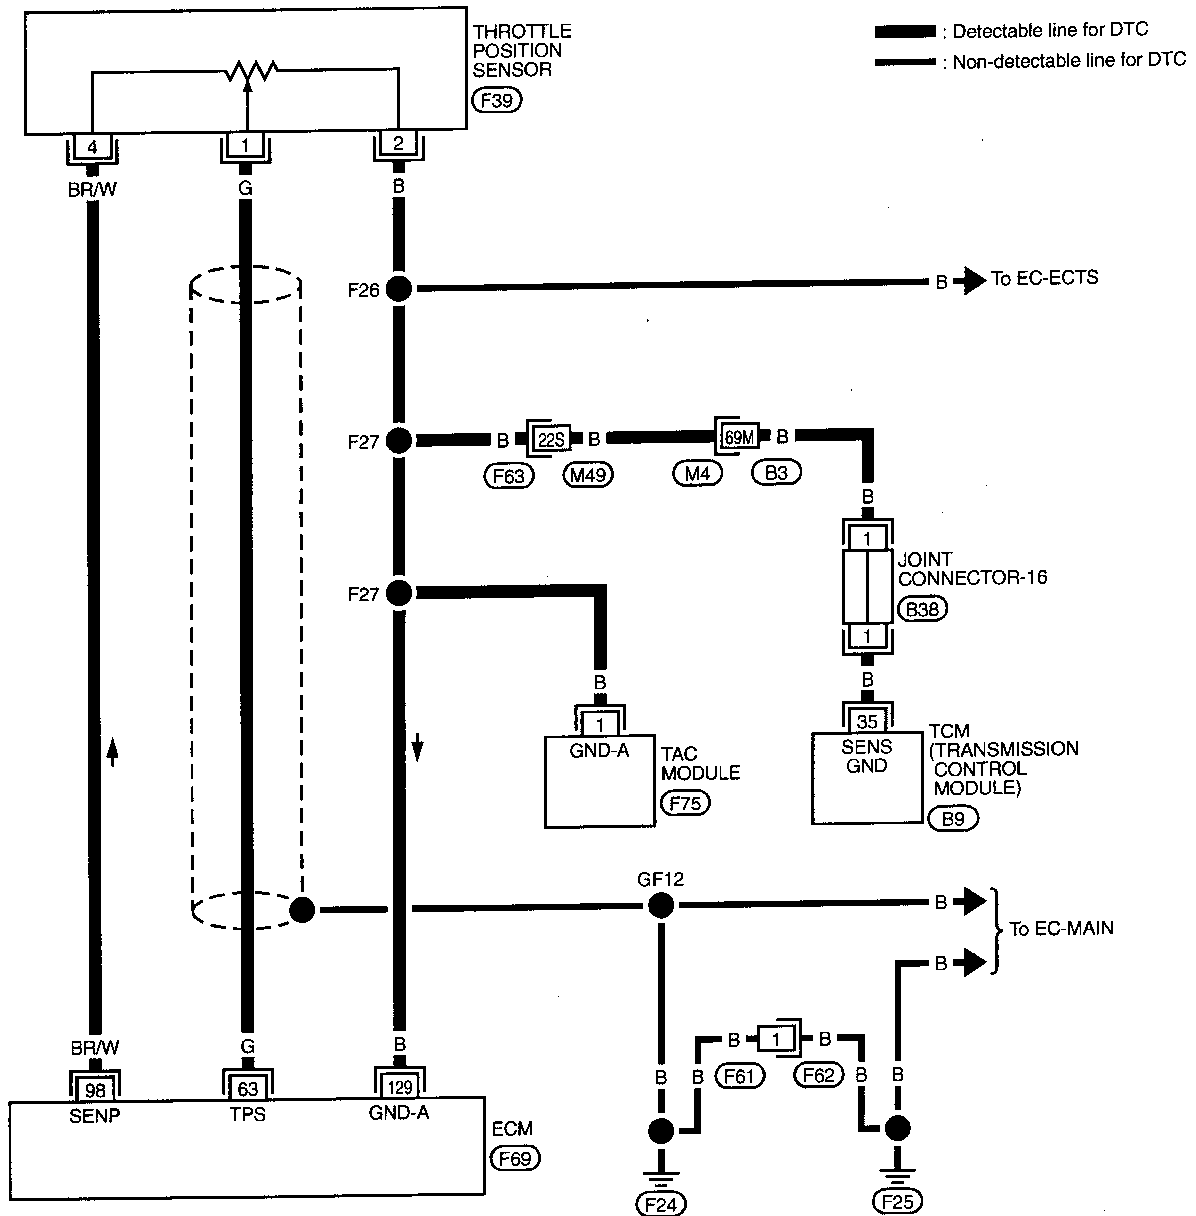 THROTTLE
POSITION
SENSOR
F39
: Detectable line for DTC
: Non-detectable line for DTC
4
1
2
BR/W
G
B
F26
B
To EC-ECTS
F27
B
22S
B
69M
B
F63
M49
M4
B3
B
1
JOINT
CONNECTOR-16
B38
1
B
F27
B
1
GND-A
TAC
MODULE
F75
35
SENS
GND
TCM
(TRANSMISSION
CONTROL
MODULE)
B9
GF12
B
To EC-MAIN
B
B
1
B
F61
F62
B
B
B
B
BR/W
G
B
98
63
129
SENP
TPS
GND-A
ECM
F69
F24
F25